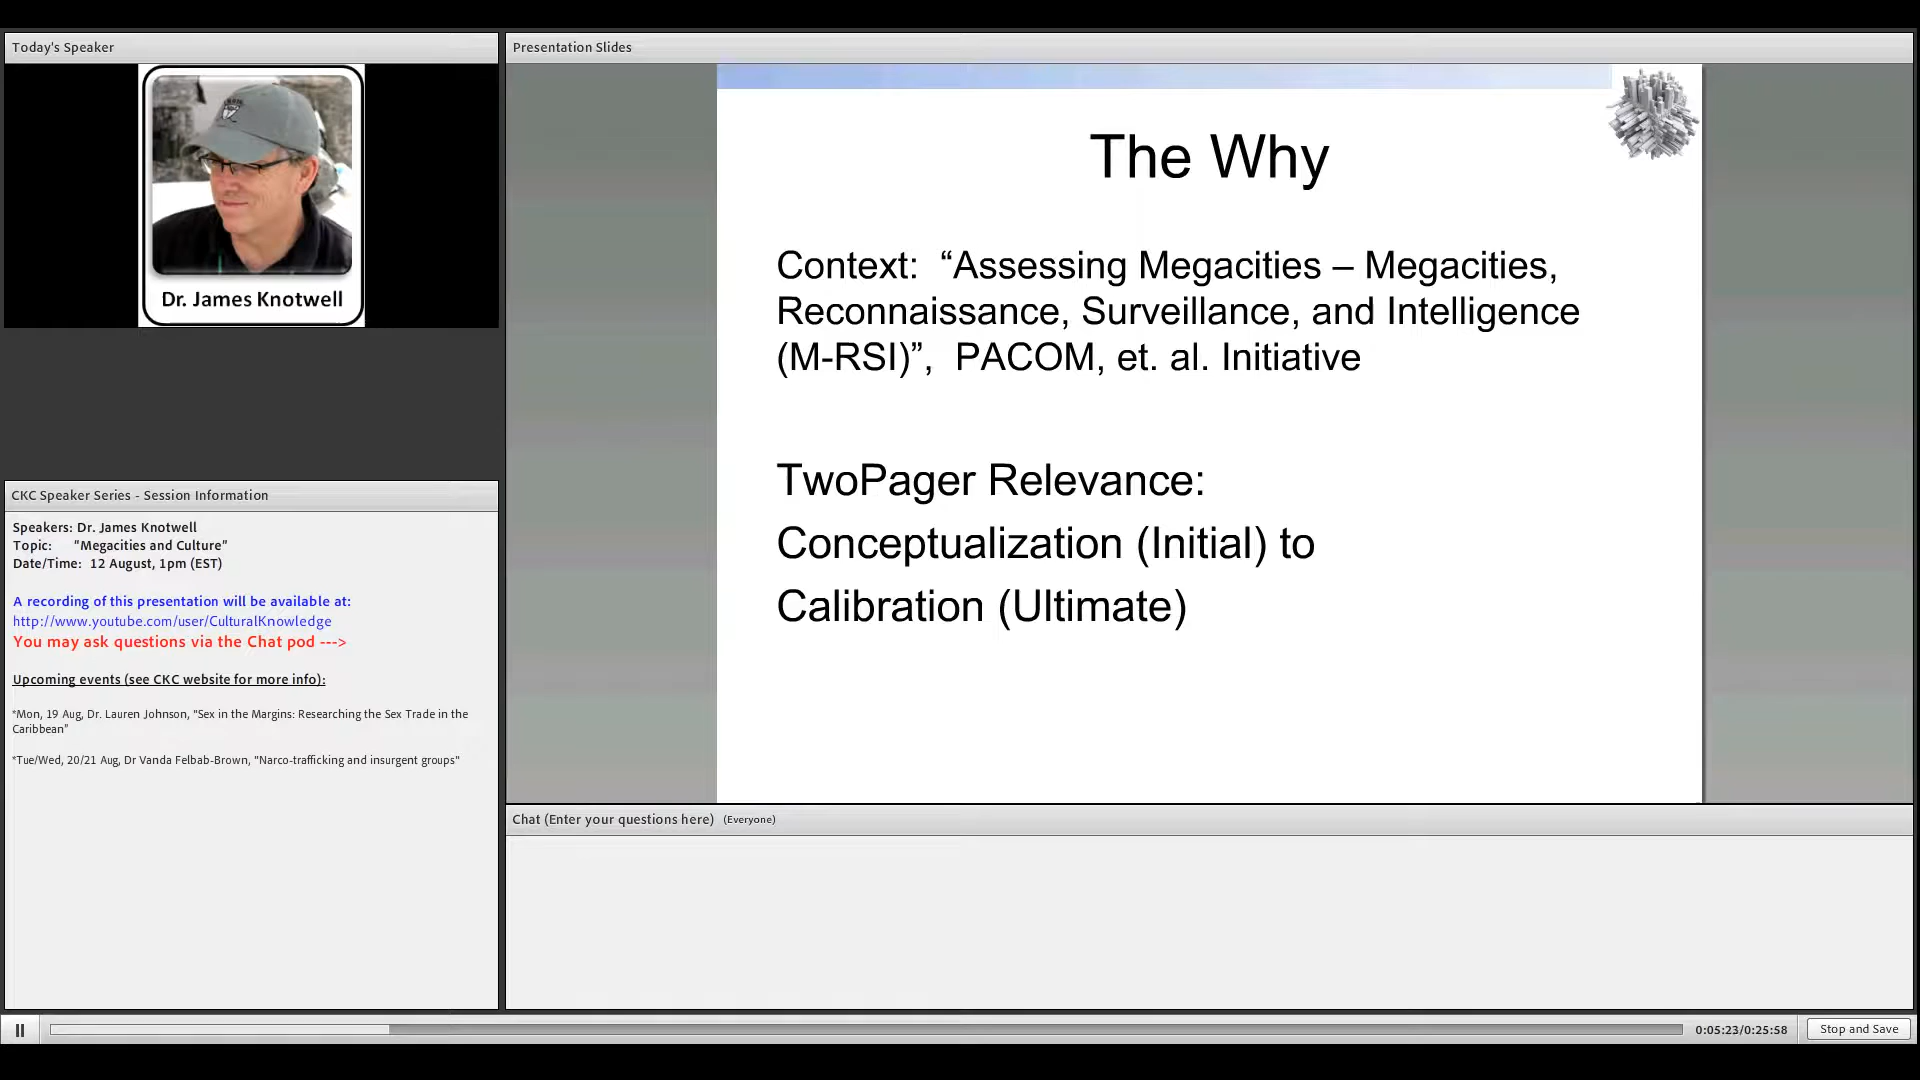 Today's Speaker
Dr. James Knotwell
Presentation Slides
The Why
Context:  “Assessing Megacities – Megacities,
Reconnaissance, Surveillance, and Intelligence
(M-RSI)”,  PACOM, et. al. Initiative
TwoPager Relevance:
Conceptualization (Initial) to
Calibration (Ultimate)
CKC Speaker Series - Session Information
Speakers: Dr. James Knotwell
Topic:     "Megacities and Culture"
Date/Time:  12 August, 1pm (EST)
A recording of this presentation will be available at:
http://www.youtube.com/user/CulturalKnowledge
You may ask questions via the Chat pod --->
Upcoming events (see CKC website for more info):
*Mon, 19 Aug, Dr. Lauren Johnson, "Sex in the Margins: Researching the Sex Trade in the
Caribbean"
*Tue/Wed, 20/21 Aug, Dr Vanda Felbab-Brown, "Narco-trafficking and insurgent groups"
Chat (Enter your questions here)  (Everyone)
0:05:23/0:25:58
Stop and Save